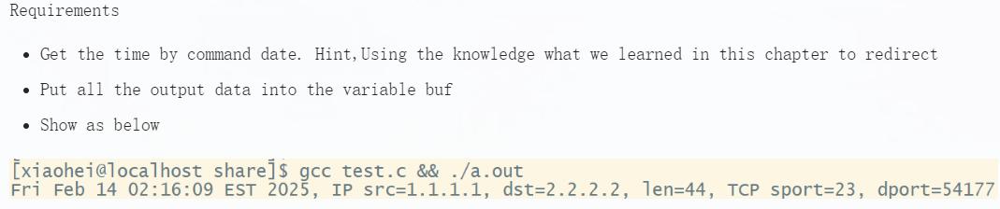 Requirements
• Get the time by command date. Hint,Using the knowledge what we learned in this chapter to redirect
• Put all the output data into the variable buf
• Show as below
[xiaohei@localhost share]$ gcc test.c && ./a.out
Fri Feb 14 02:16:09 EST 2025, IP src=1.1.1.1, dst=2.2.2.2, len=44, TCP sport=23, dport=54177